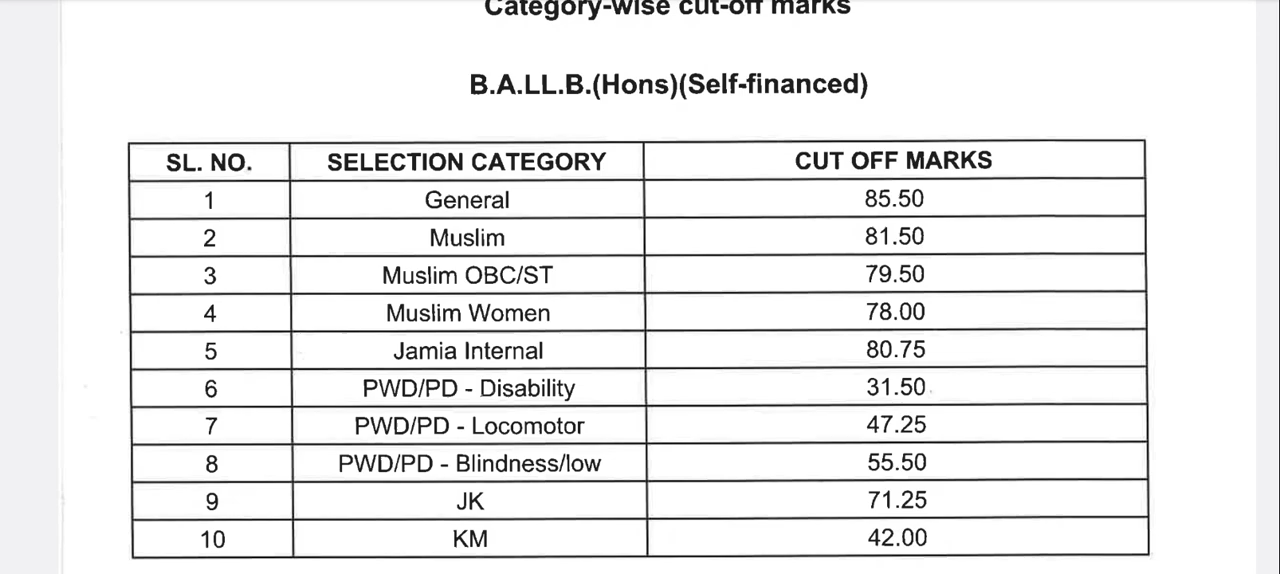 Category-wise cut-off marks
B.A.LL.B.(Hons)(Self-financed)
SL. NO. SELECTION CATEGORY CUT OFF MARKS
1 General 85.50
2 Muslim 81.50
3 Muslim OBC/ST 79.50
4 Muslim Women 78.00
5 Jamia Internal 80.75
6 PWD/PD - Disability 31.50
7 PWD/PD - Locomotor 47.25
8 PWD/PD - Blindness/low 55.50
9 JK 71.25
10 KM 42.00